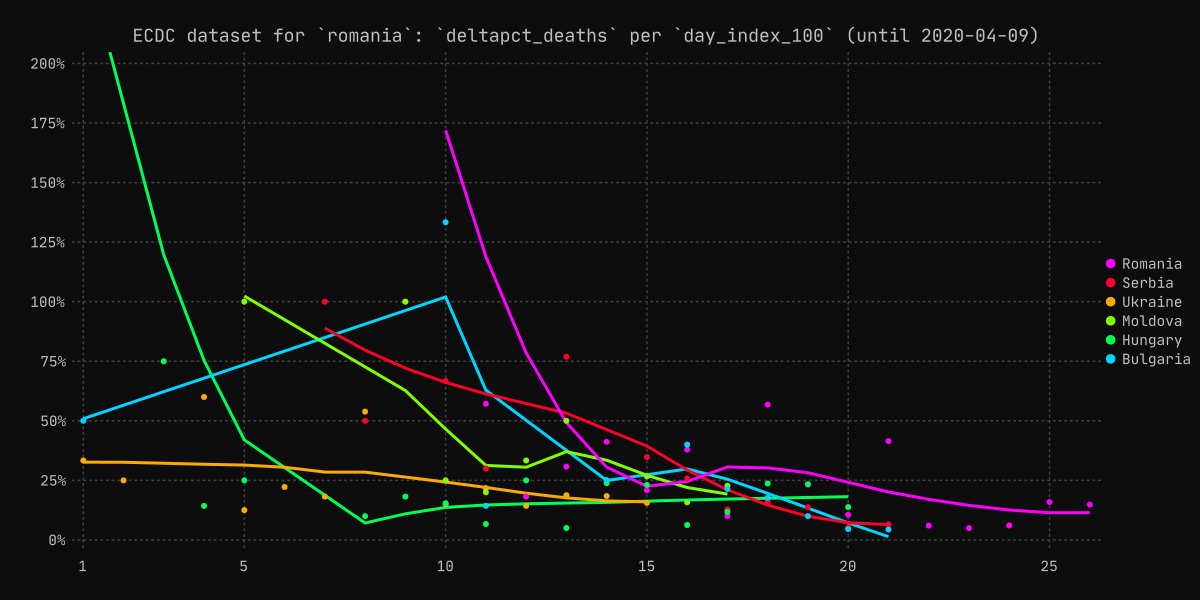 ECDC dataset for `romania`: `deltapct_deaths` per `day_index_100` (until 2020-04-09)
200%
175%
150%
125%
100%
75%
50%
25%
0%
1 5 10 15 20 25
Romania
Serbia
Ukraine
Moldova
Hungary
Bulgaria